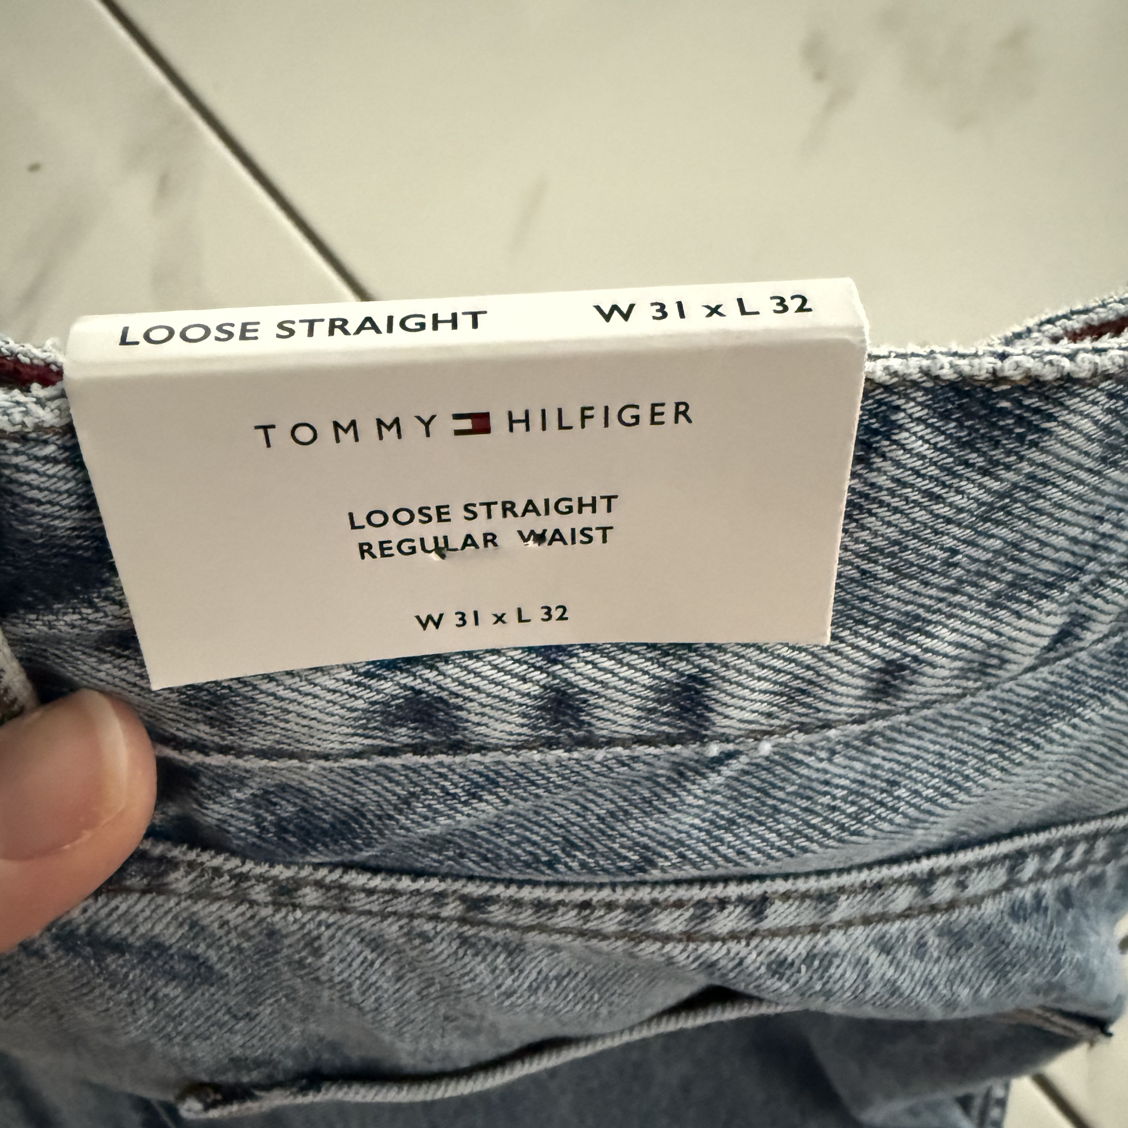 LOOSE STRAIGHT W 31 x L 32
TOMMY HILFIGER
LOOSE STRAIGHT
REGULAR WAIST
W 31 x L 32